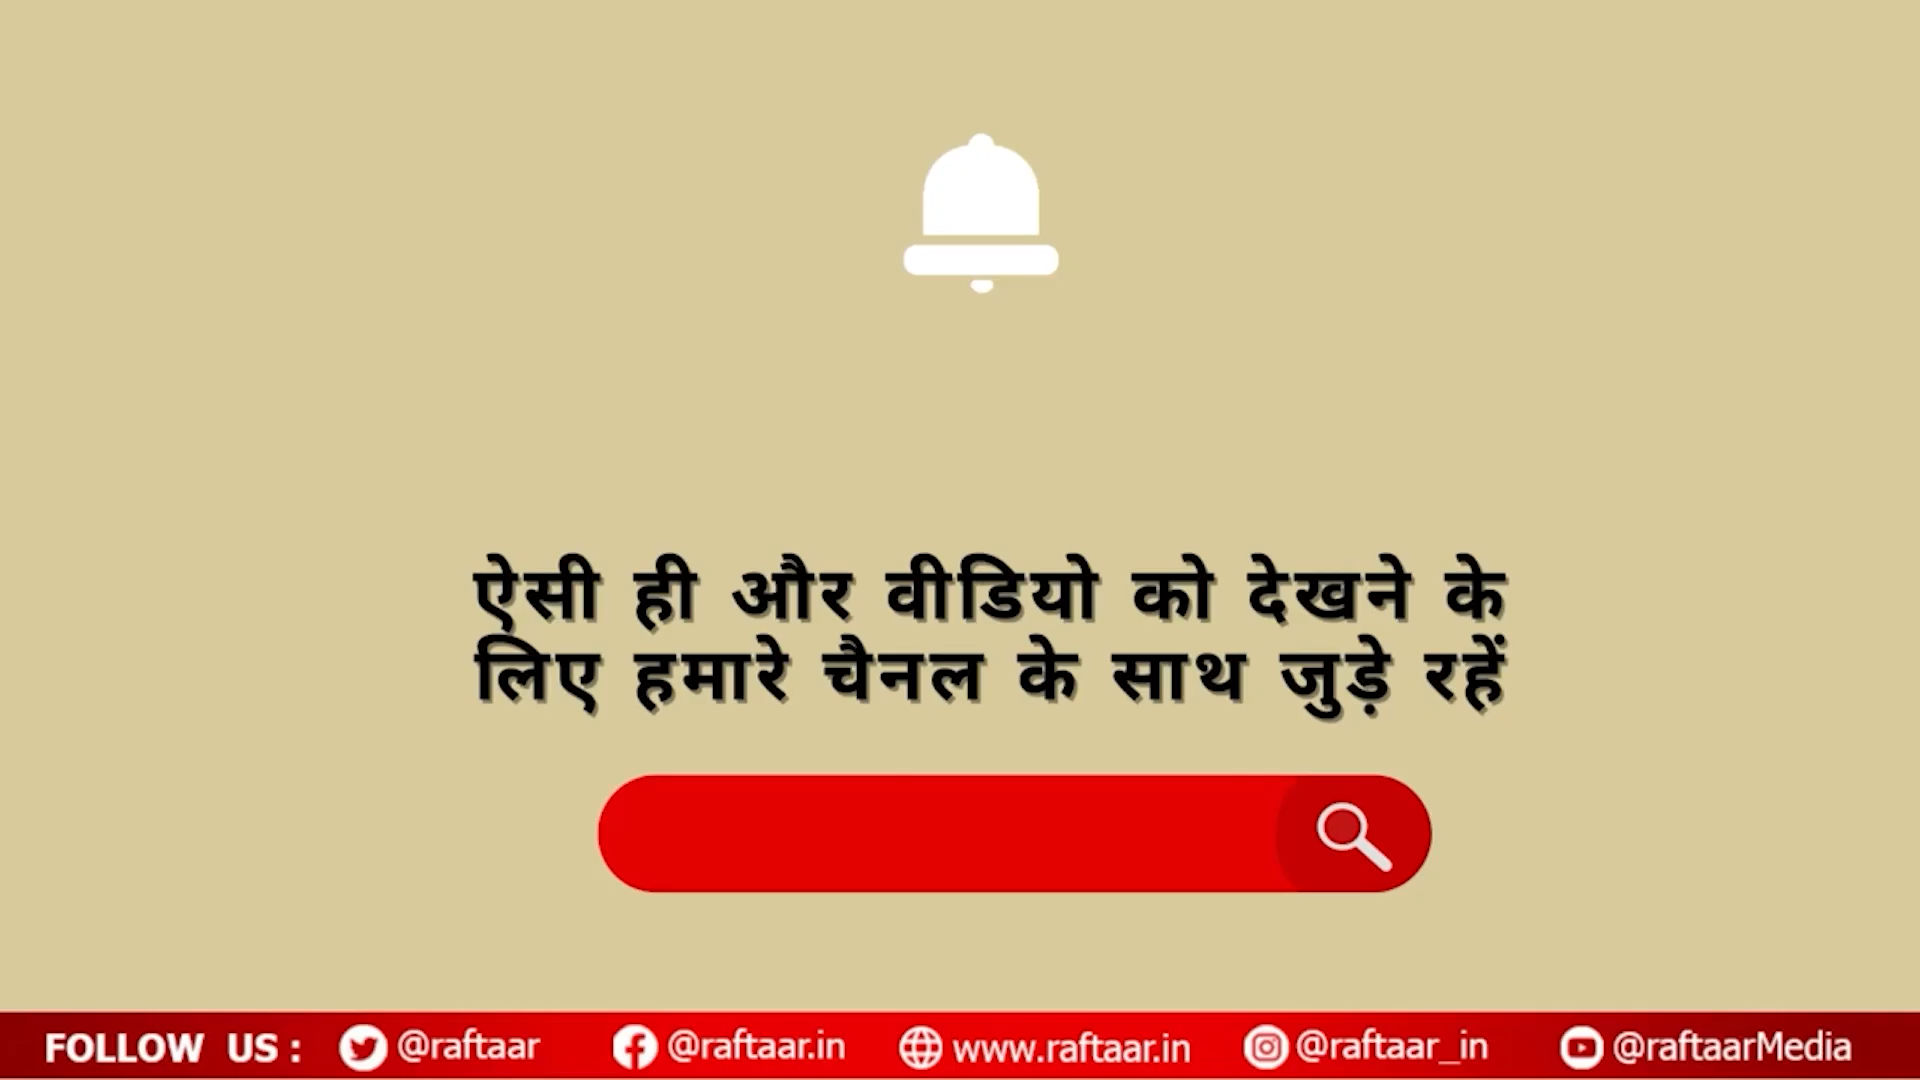 ऐसी ही और वीडियो को देखने के
लिए हमारे चैनल के साथ जुड़े रहें
FOLLOW US : @raftaar @raftaar.in www.raftaar.in @raftaar_in @raftaarMedia